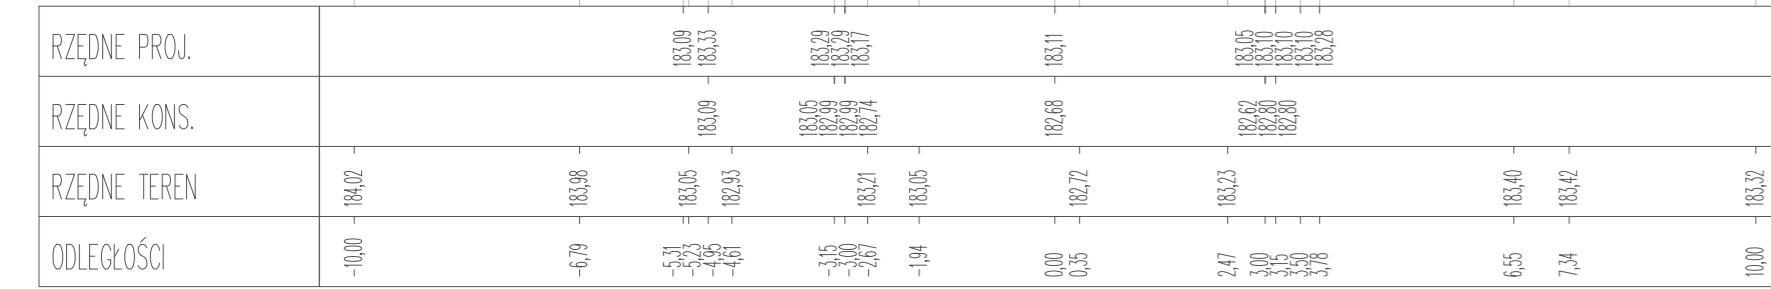 RZĘDNE PROJ. 183,09 183,33 183,29 183,29 183,17 183,11 183,05 183,10 183,10 183,10 183,28
RZĘDNE KONS. 183,09 183,05 182,99 182,99 182,74 182,68 182,62 182,80 182,80
RZĘDNE TEREN 184,02 183,98 183,05 182,93 183,21 183,05 182,72 183,23 183,40 183,42 183,32
ODLEGŁOŚCI -10,00 -6,79 -5,31 -5,23 -4,95 -4,61 -3,15 -3,00 -2,67 -1,94 0,00 0,35 2,47 3,00 3,15 3,50 3,78 6,55 7,34 10,00